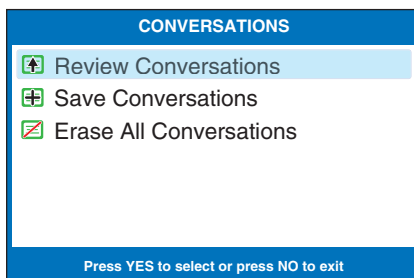 CONVERSATIONS
Review Conversations
Save Conversations
Erase All Conversations
Press YES to select or press NO to exit